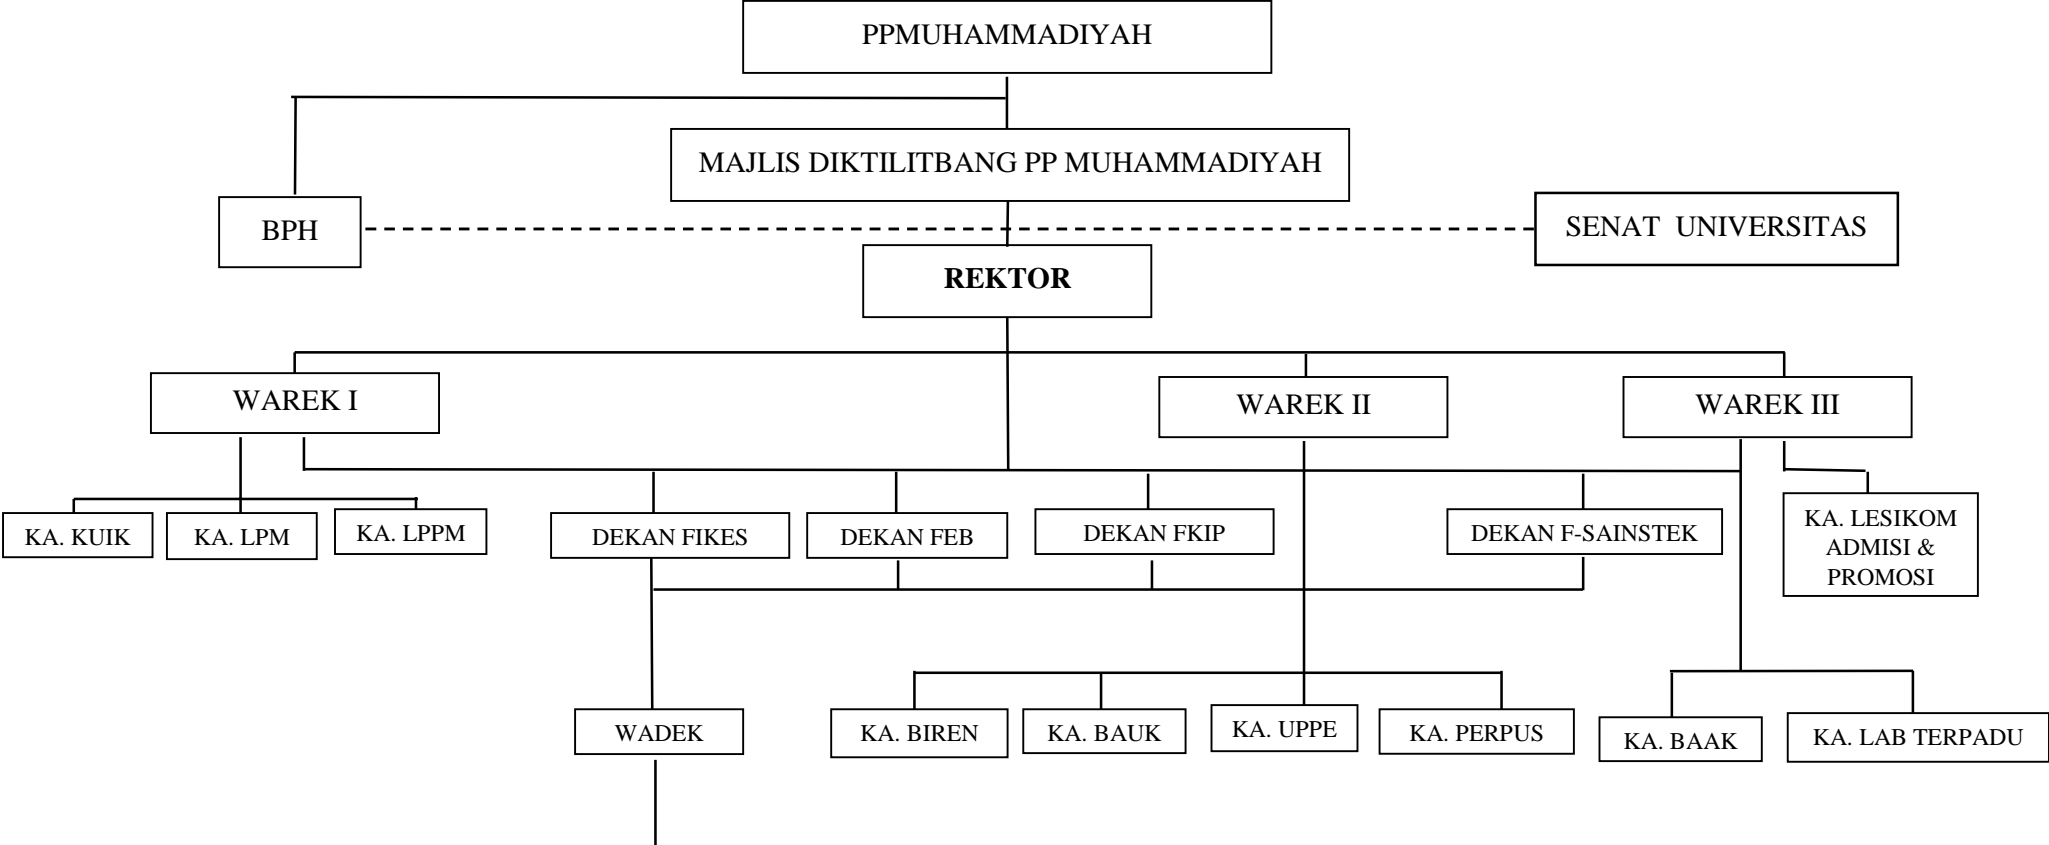 PPMUHAMMADIYAH
MAJLIS DIKTILITBANG PP MUHAMMADIYAH
BPH
SENAT UNIVERSITAS
REKTOR
WAREK I
WAREK II
WAREK III
KA. KUIK
KA. LPM
KA. LPPM
DEKAN FIKES
DEKAN FEB
DEKAN FKIP
DEKAN F-SAINSTEK
KA. LESIKOM
ADMISI &
PROMOSI
WADEK
KA. BIREN
KA. BAUK
KA. UPPE
KA. PERPUS
KA. BAAK
KA. LAB TERPADU